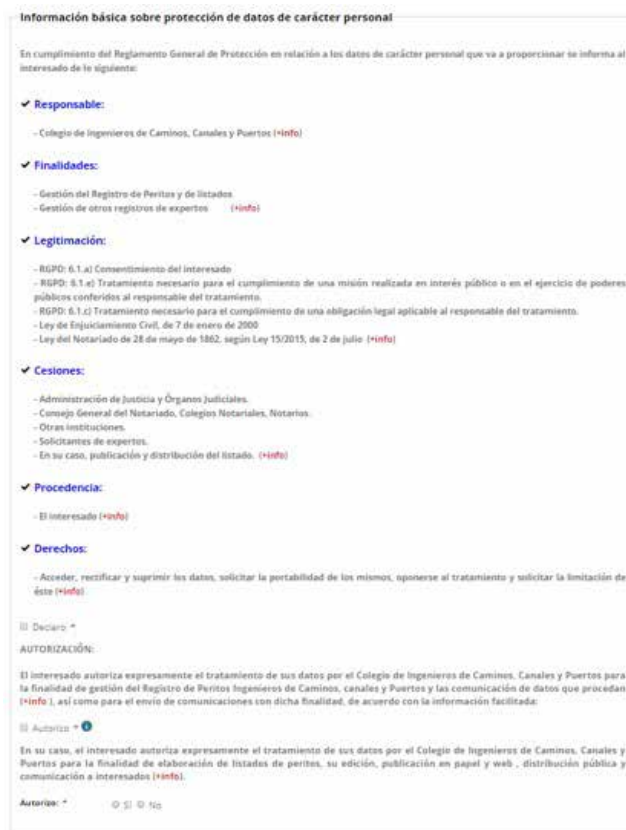 Información básica sobre protección de datos de carácter personal
En cumplimiento del Reglamento General de Protección en relación a los datos de carácter personal que va a proporcionar se informa al
interesado de lo siguiente:
✔ Responsable:
- Colegio de Ingenieros de Caminos, Canales y Puertos (+info)
✔ Finalidades:
- Gestión del Registro de Peritos y de listados
- Gestión de otros registros de expertos (+info)
✔ Legitimación:
- RGPD: 6.1.a) Consentimiento del interesado
- RGPD: 6.1.e) Tratamiento necesario para el cumplimiento de una misión realizada en interés público o en el ejercicio de poderes
públicos conferidos al responsable del tratamiento.
- RGPD: 6.1.c) Tratamiento necesario para el cumplimiento de una obligación legal aplicable al responsable del tratamiento.
- Ley de Enjuiciamiento Civil, de 7 de enero de 2000
- Ley del Notariado de 28 de mayo de 1862, según Ley 15/2015, de 2 de julio (+info)
✔ Cesiones:
- Administración de Justicia y Órganos Judiciales.
- Consejo General del Notariado, Colegios Notariales, Notarios.
- Otras instituciones.
- Solicitantes de expertos.
- En su caso, publicación y distribución del listado. (+info)
✔ Procedencia:
- El interesado (+info)
✔ Derechos:
- Acceder, rectificar y suprimir los datos, solicitar la portabilidad de los mismos, oponerse al tratamiento y solicitar la limitación de
éste (+info)
Declaro *
AUTORIZACIÓN:
El interesado autoriza expresamente el tratamiento de sus datos por el Colegio de Ingenieros de Caminos, Canales y Puertos para
la finalidad de gestión del Registro de Peritos Ingenieros de Caminos, canales y Puertos y las comunicación de datos que procedan
(+info ), así como para el envío de comunicaciones con dicha finalidad, de acuerdo con la información facilitada:
Autorizo *
En su caso, el interesado autoriza expresamente el tratamiento de sus datos por el Colegio de Ingenieros de Caminos, Canales y
Puertos para la finalidad de elaboración de listados de peritos, su edición, publicación en papel y web , distribución pública y
comunicación a interesados (+info).
Autorizo: * Sí No